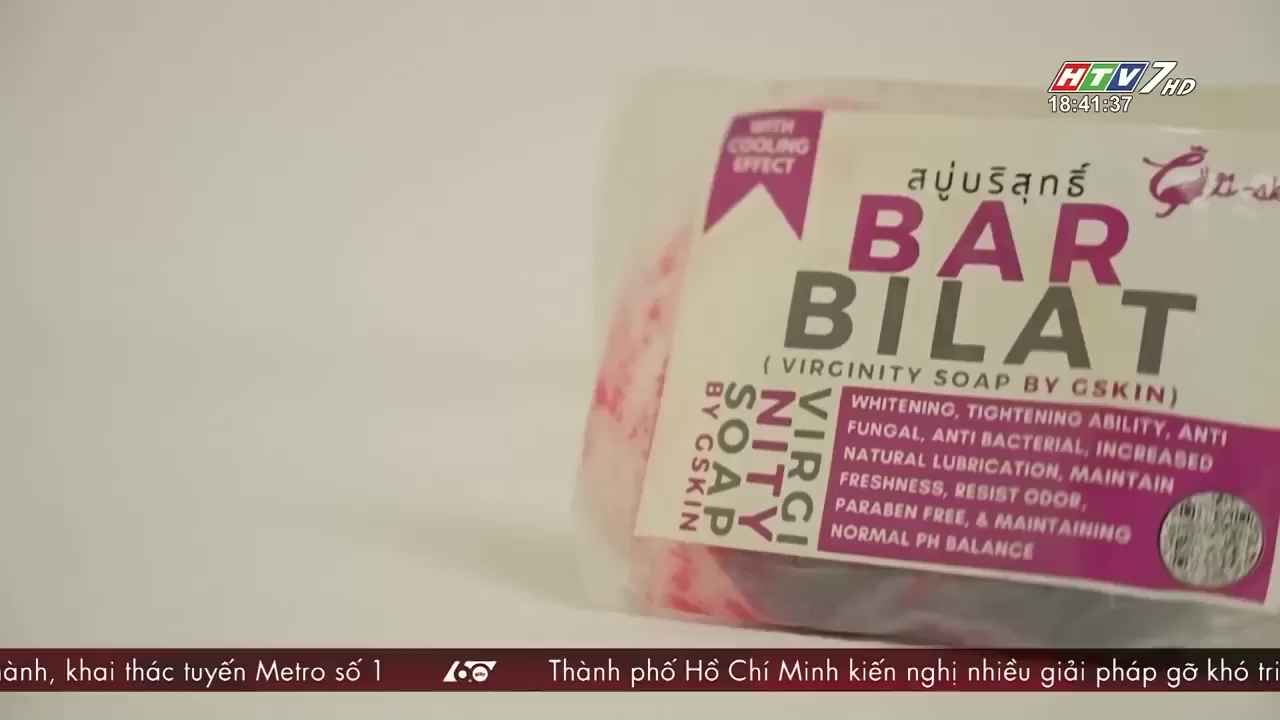 HTV7 HD
18:41:37
WITH
COOLING
EFFECT
สบู่บริสุทธิ์
BAR
BILAT
( VIRGINITY SOAP BY GSKIN)
VIRGI
NITY
SOAP
BY GSKIN
WHITENING, TIGHTENING ABILITY, ANTI
FUNGAL, ANTI BACTERIAL, INCREASED
NATURAL LUBRICATION, MAINTAIN
FRESHNESS, RESIST ODOR,
PARABEN FREE, & MAINTAINING
NORMAL PH BALANCE
khai thác tuyến Metro số 1
60 giây
Thành phố Hồ Chí Minh kiến nghị nhiều giải pháp gỡ khó